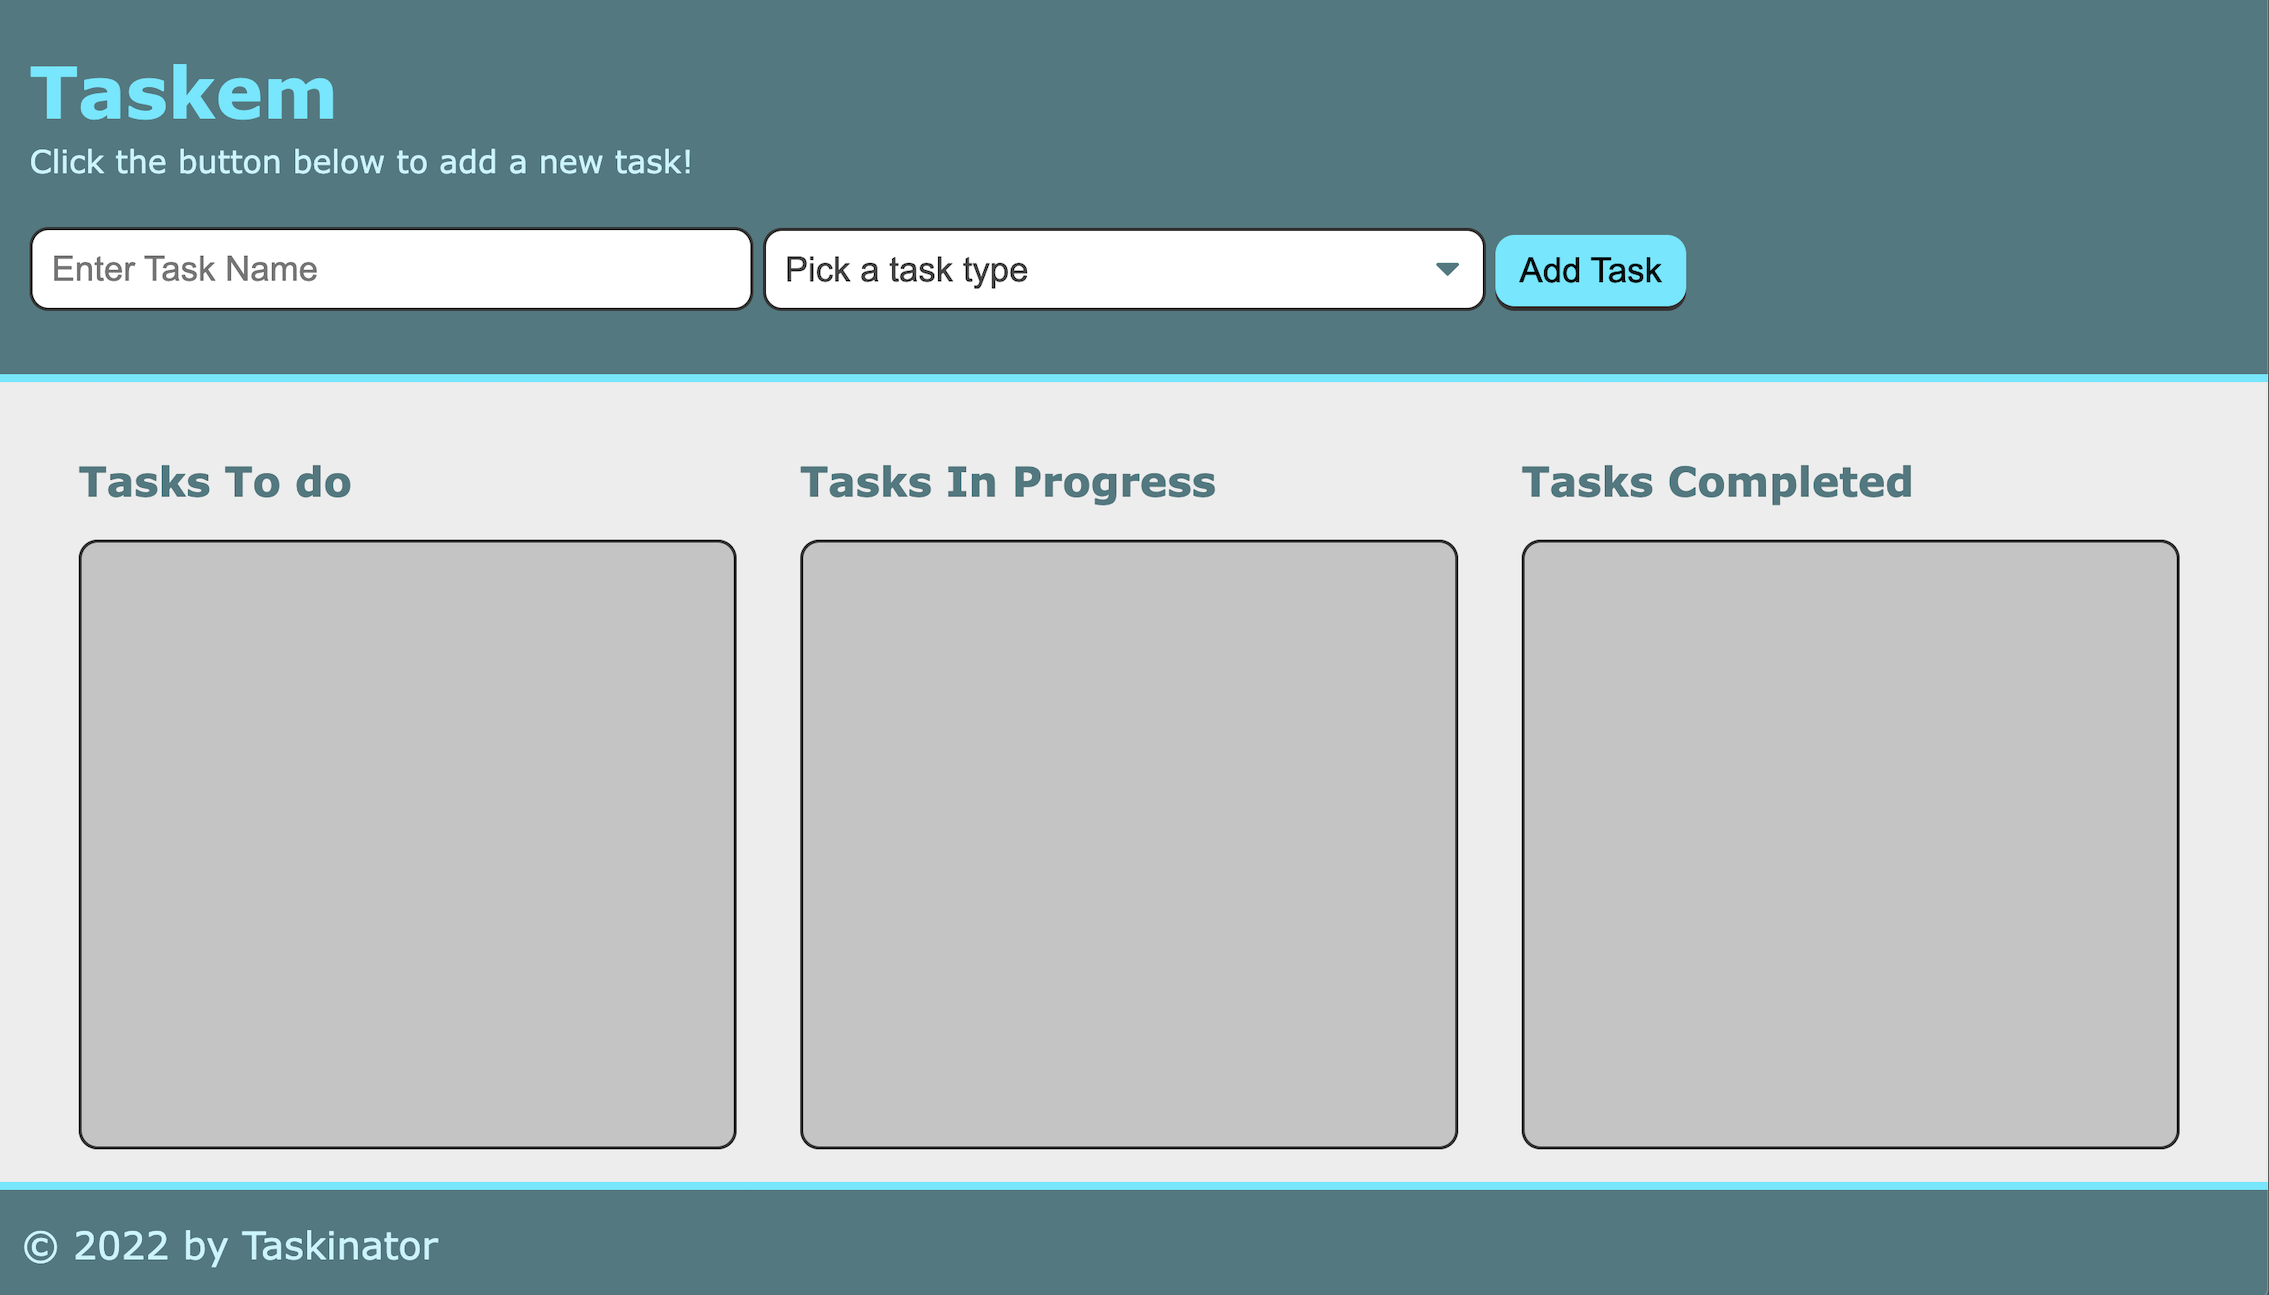 Taskem
Click the button below to add a new task!
Enter Task Name
Pick a task type
Add Task
Tasks To do
Tasks In Progress
Tasks Completed
© 2022 by Taskinator